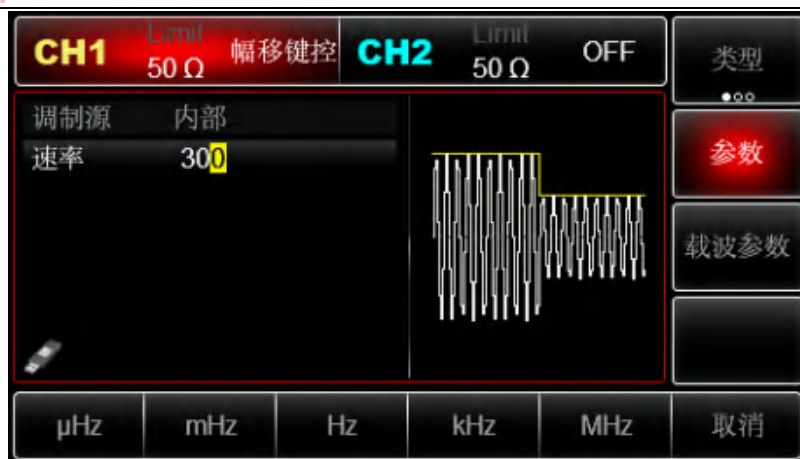 CH1 Limit 50 Ω 幅移键控 CH2 Limit 50 Ω OFF
类型
调制源 内部
速率 300
参数
载波参数
μHz mHz Hz kHz MHz 取消